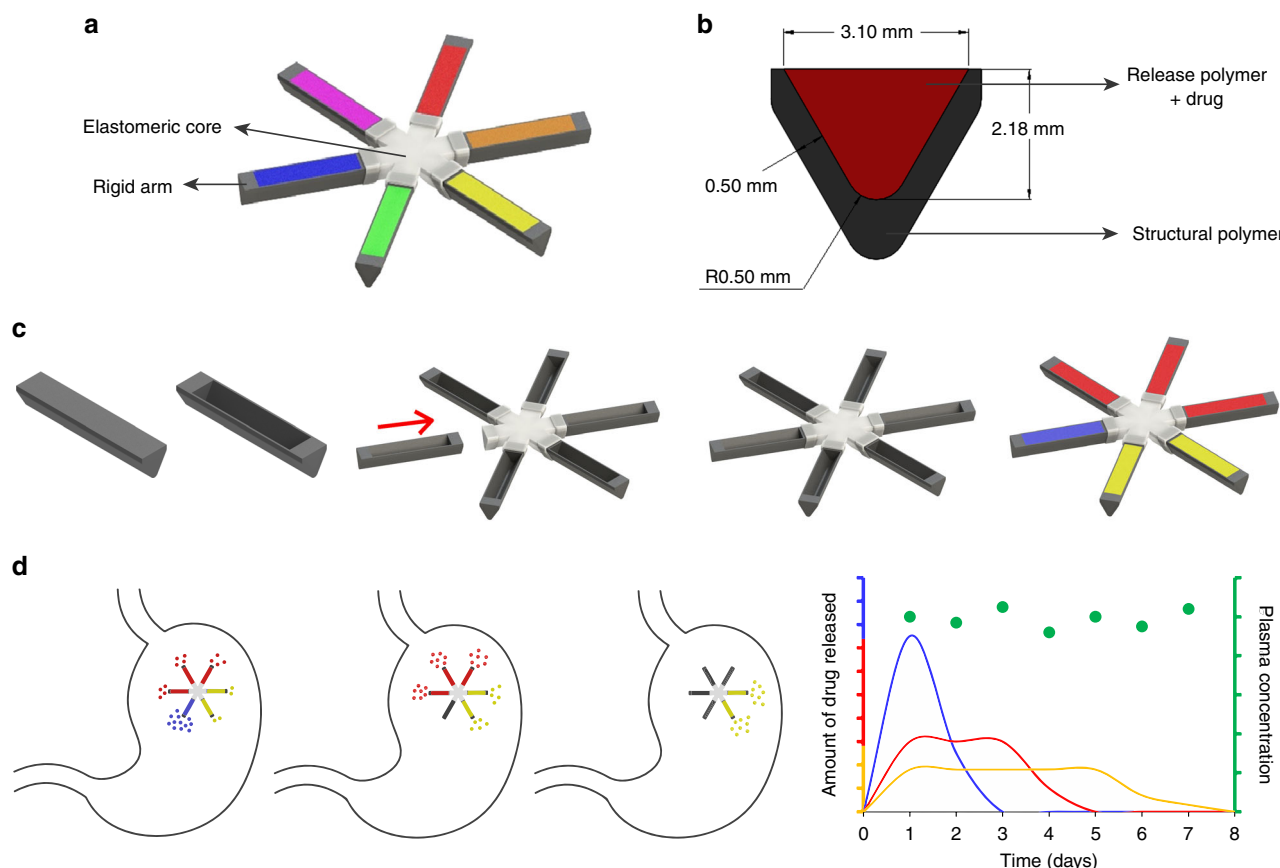 a
Elastomeric core
Rigid arm
b
3.10 mm
Release polymer
+ drug
2.18 mm
0.50 mm
Structural polymer
R0.50 mm
c
d
Amount of drug released
Plasma concentration
0 1 2 3 4 5 6 7 8
Time (days)